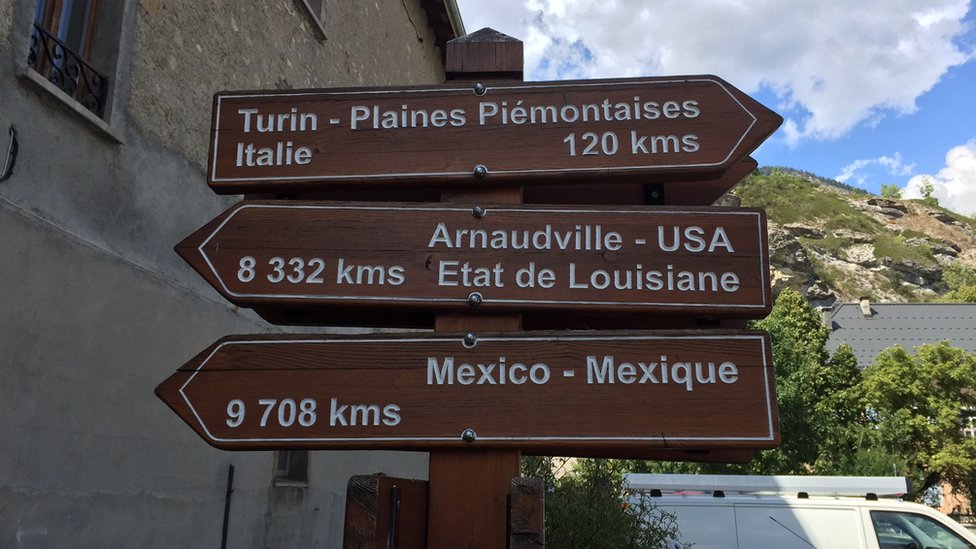 Turin - Plaines Piémontaises
Italie 120 kms
Arnaudville - USA
8 332 kms Etat de Louisiane
Mexico - Mexique
9 708 kms